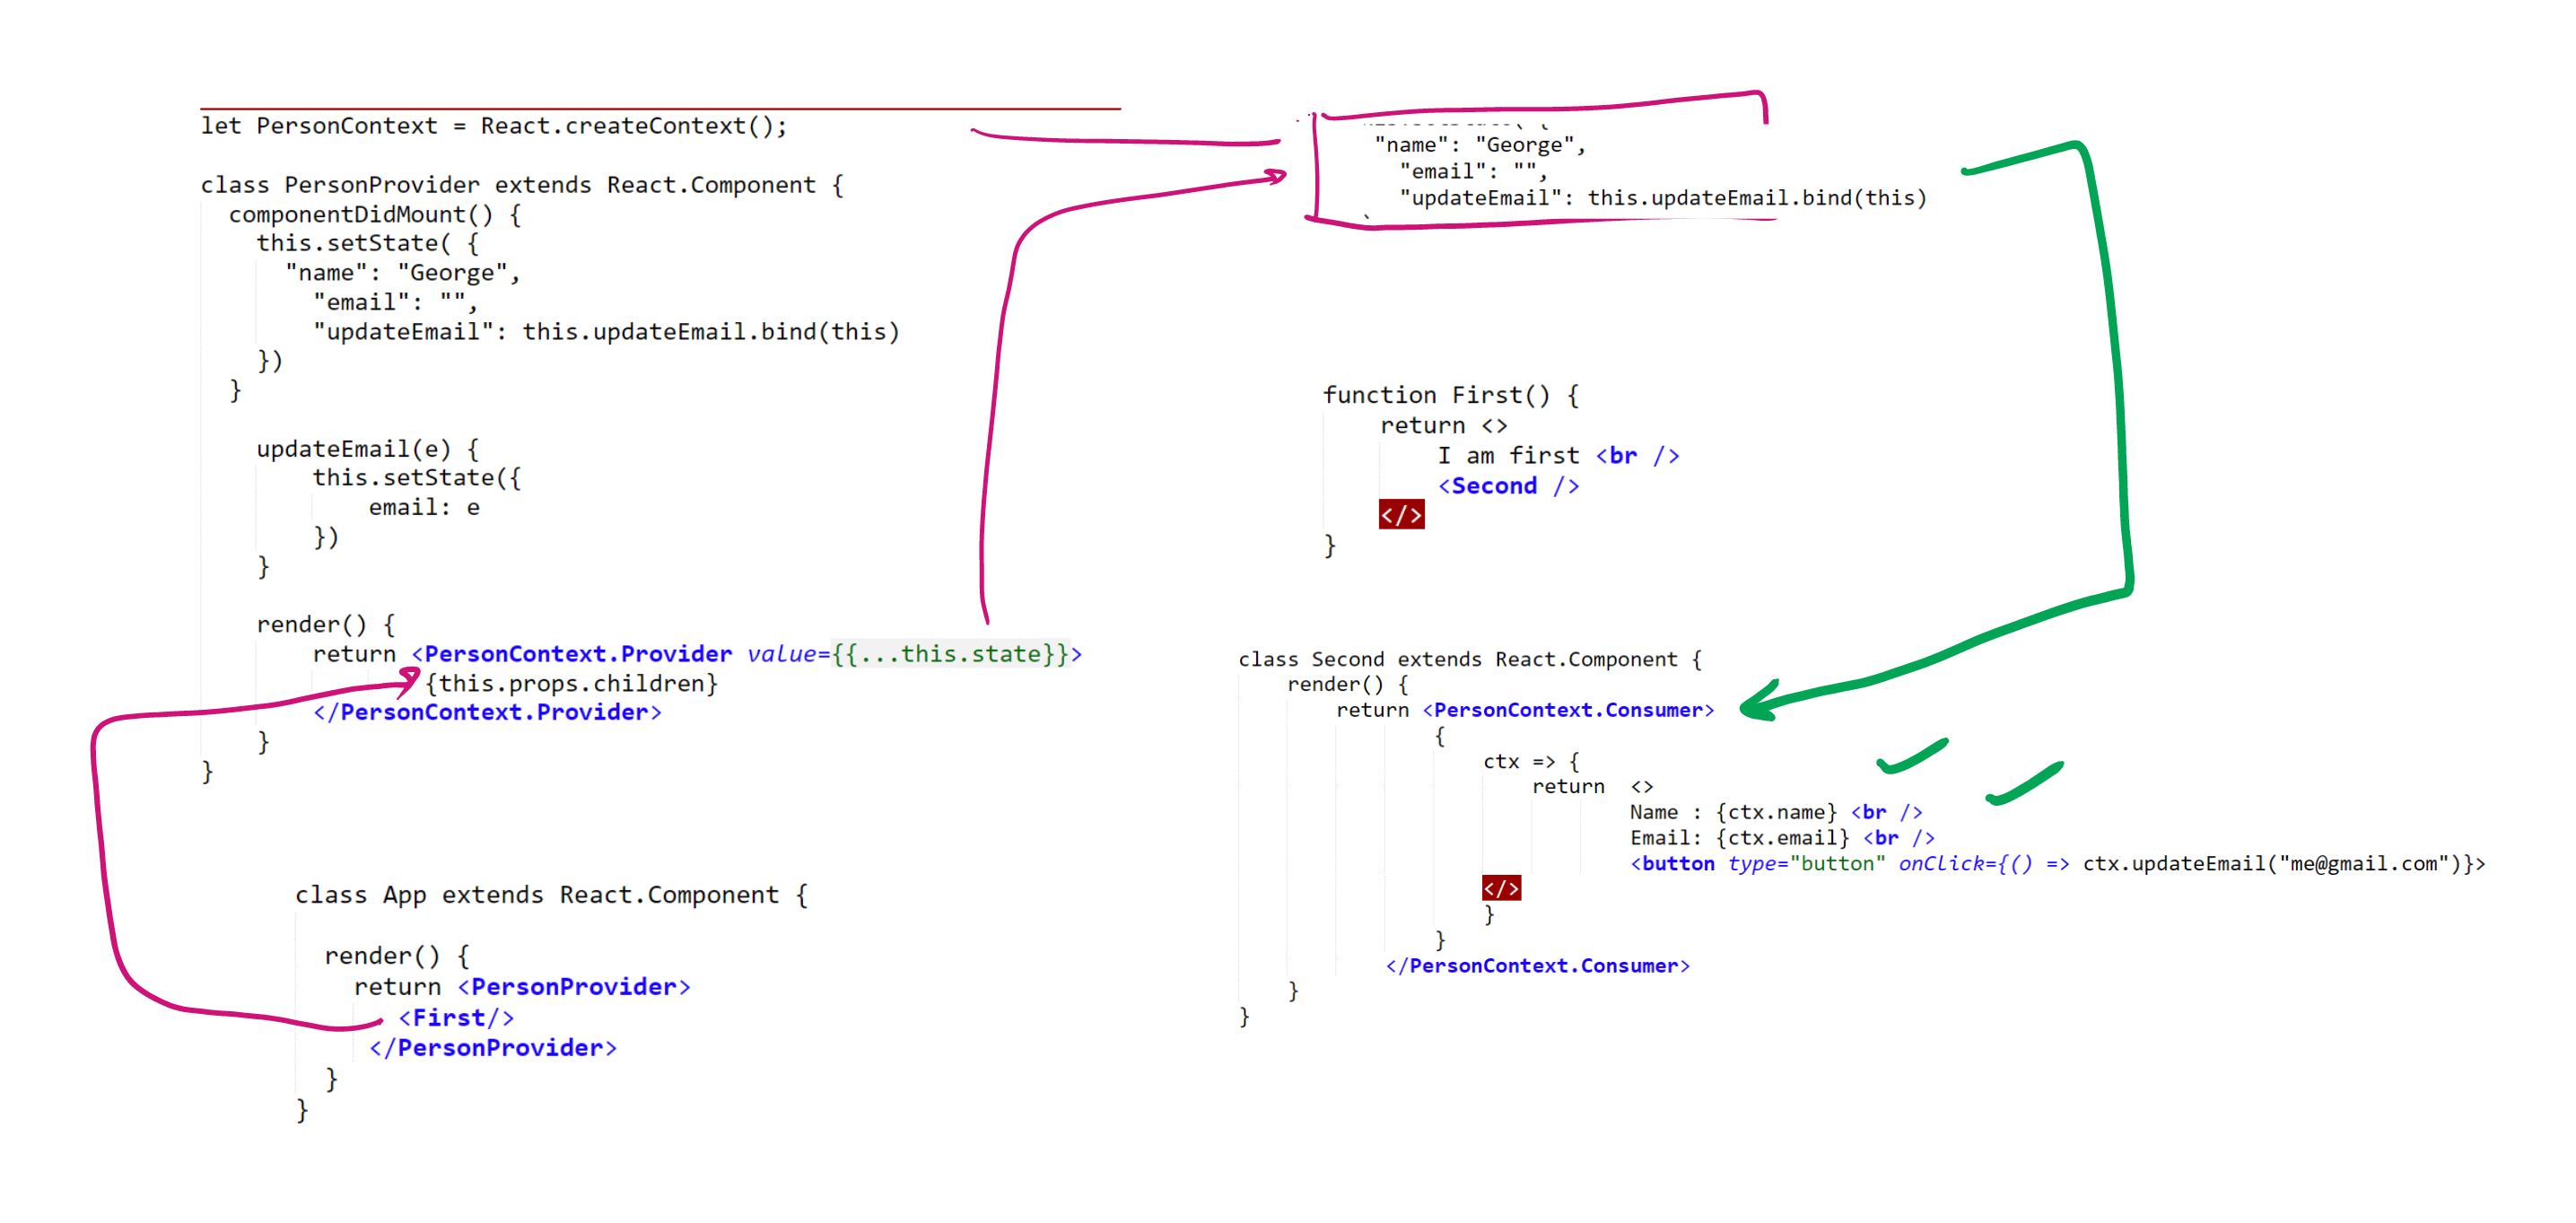 let PersonContext = React.createContext();
class PersonProvider extends React.Component {
componentDidMount() {
this.setState( {
"name": "George",
"email": "",
"updateEmail": this.updateEmail.bind(this)
})
}
updateEmail(e) {
this.setState({
email: e
})
}
render() {
return <PersonContext.Provider value={{...this.state}}>
{this.props.children}
</PersonContext.Provider>
}
}
class App extends React.Component {
render() {
return <PersonProvider>
<First/>
</PersonProvider>
}
}
"name": "George",
"email": "",
"updateEmail": this.updateEmail.bind(this)
function First() {
return <>
I am first <br />
<Second />
</>
}
class Second extends React.Component {
render() {
return <PersonContext.Consumer>
{
ctx => {
return <>
Name : {ctx.name} <br />
Email: {ctx.email} <br />
<button type="button" onClick={() => ctx.updateEmail("me@gmail.com")}>
</>
}
}
</PersonContext.Consumer>
}
}